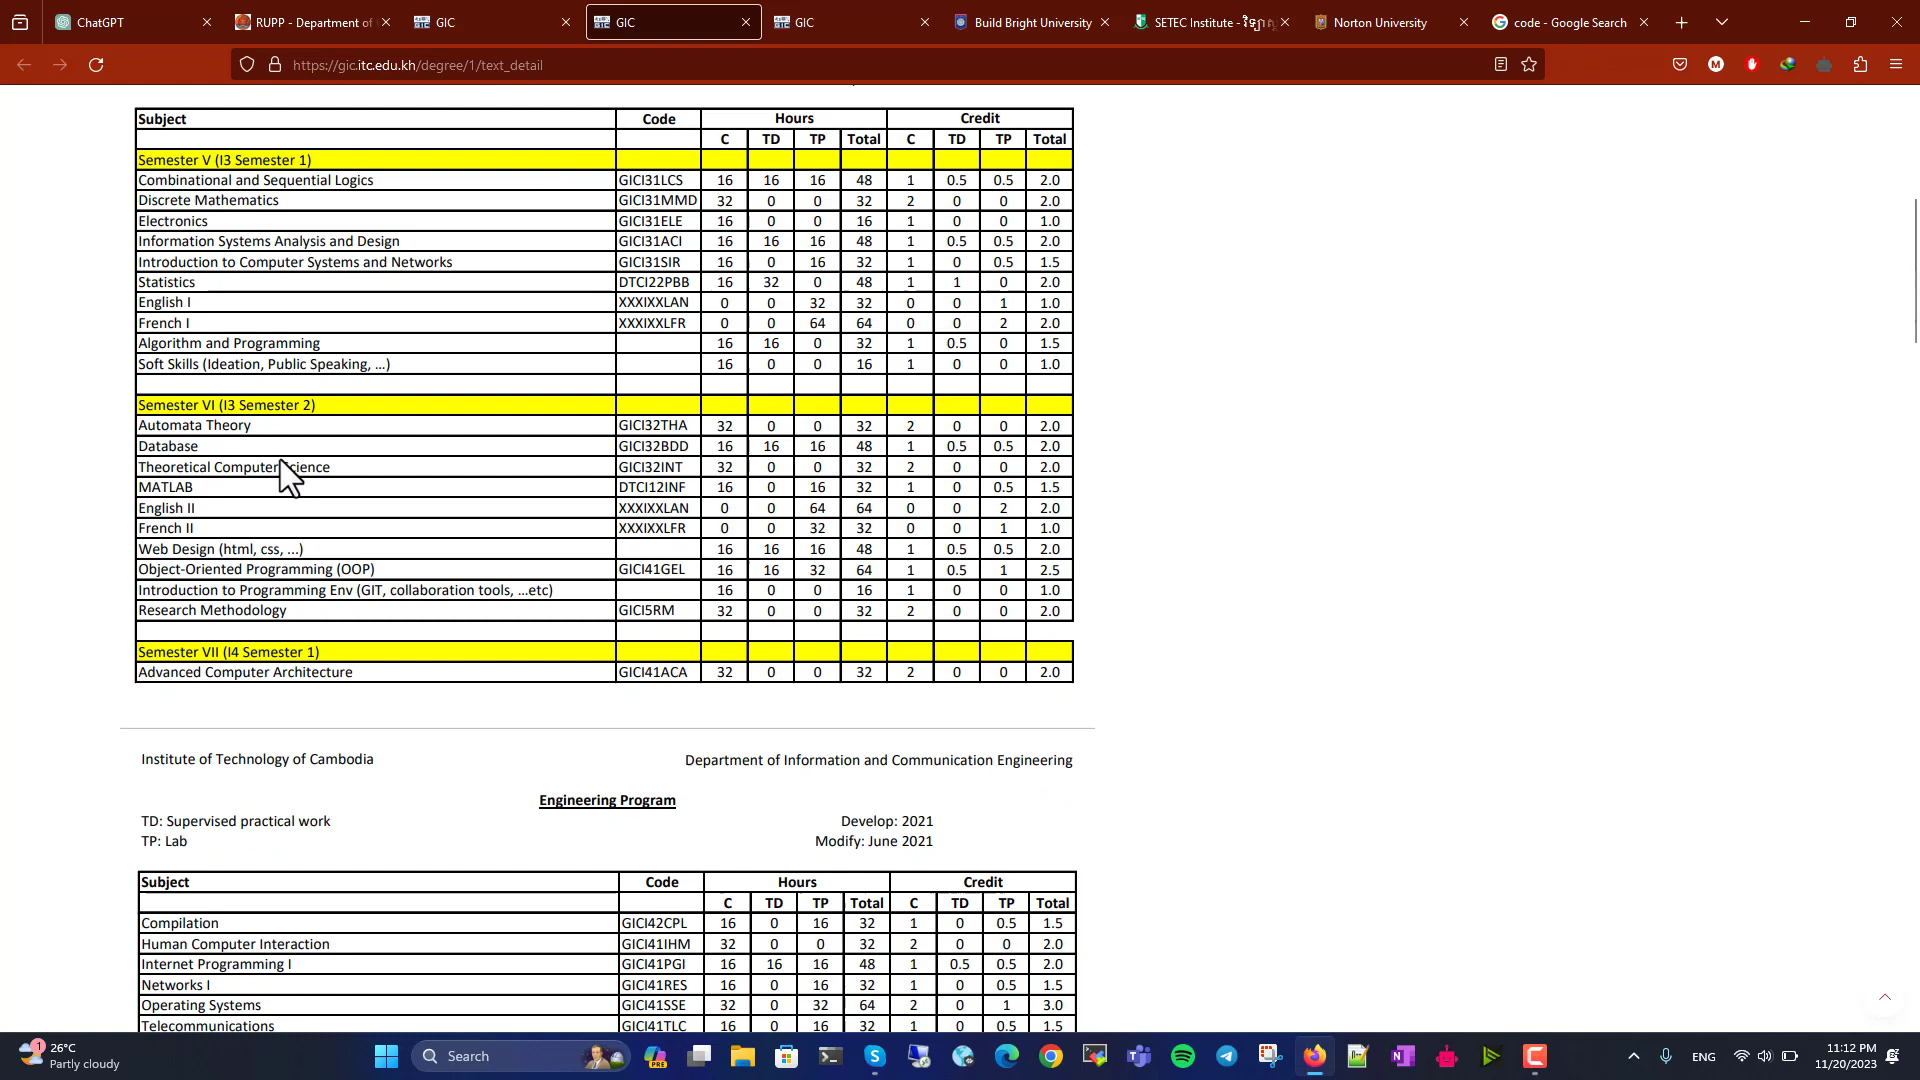 ChatGPT
RUPP - Department of
GIC
GIC
GIC
Build Bright University
SETEC Institute -
Norton University
code - Google Search
https://gic.itc.edu.kh/degree/1/text_detail
Subject Code Hours Credit
C TD TP Total C TD TP Total
Semester V (I3 Semester 1)
Combinational and Sequential Logics GICI31LCS 16 16 16 48 1 0.5 0.5 2.0
Discrete Mathematics GICI31MMD 32 0 0 32 2 0 0 2.0
Electronics GICI31ELE 16 0 0 16 1 0 0 1.0
Information Systems Analysis and Design GICI31ACI 16 16 16 48 1 0.5 0.5 2.0
Introduction to Computer Systems and Networks GICI31SIR 16 0 16 32 1 0 0.5 1.5
Statistics DTCI22PBB 16 32 0 48 1 1 0 2.0
English I XXXIXXLAN 0 0 32 32 0 0 1 1.0
French I XXXIXXLFR 0 0 64 64 0 0 2 2.0
Algorithm and Programming 16 16 0 32 1 0.5 0 1.5
Soft Skills (Ideation, Public Speaking, ...) 16 0 0 16 1 0 0 1.0
Semester VI (I3 Semester 2)
Automata Theory GICI32THA 32 0 0 32 2 0 0 2.0
Database GICI32BDD 16 16 16 48 1 0.5 0.5 2.0
Theoretical Computer Science GICI32INT 32 0 0 32 2 0 0 2.0
MATLAB DTCI12INF 16 0 16 32 1 0 0.5 1.5
English II XXXIXXLAN 0 0 64 64 0 0 2 2.0
French II XXXIXXLFR 0 0 32 32 0 0 1 1.0
Web Design (html, css, ...) 16 16 16 48 1 0.5 0.5 2.0
Object-Oriented Programming (OOP) GICI41GEL 16 16 32 64 1 0.5 1 2.5
Introduction to Programming Env (GIT, collaboration tools, ...etc) 16 0 0 16 1 0 0 1.0
Research Methodology GICI5RM 32 0 0 32 2 0 0 2.0
Semester VII (I4 Semester 1)
Advanced Computer Architecture GICI41ACA 32 0 0 32 2 0 0 2.0
Institute of Technology of Cambodia Department of Information and Communication Engineering
Engineering Program
TD: Supervised practical work Develop: 2021
TP: Lab Modify: June 2021
Subject Code Hours Credit
C TD TP Total C TD TP Total
Compilation GICI42CPL 16 0 16 32 1 0 0.5 1.5
Human Computer Interaction GICI41IHM 32 0 0 32 2 0 0 2.0
Internet Programming I GICI41PGI 16 16 16 48 1 0.5 0.5 2.0
Networks I GICI41RES 16 0 16 32 1 0 0.5 1.5
Operating Systems GICI41SSE 32 0 32 64 2 0 1 3.0
Telecommunications GICI41TLC 16 0 16 32 1 0 0.5 1.5
1
26°C
Partly cloudy
Search
PRE
ENG
11:12 PM
11/20/2023